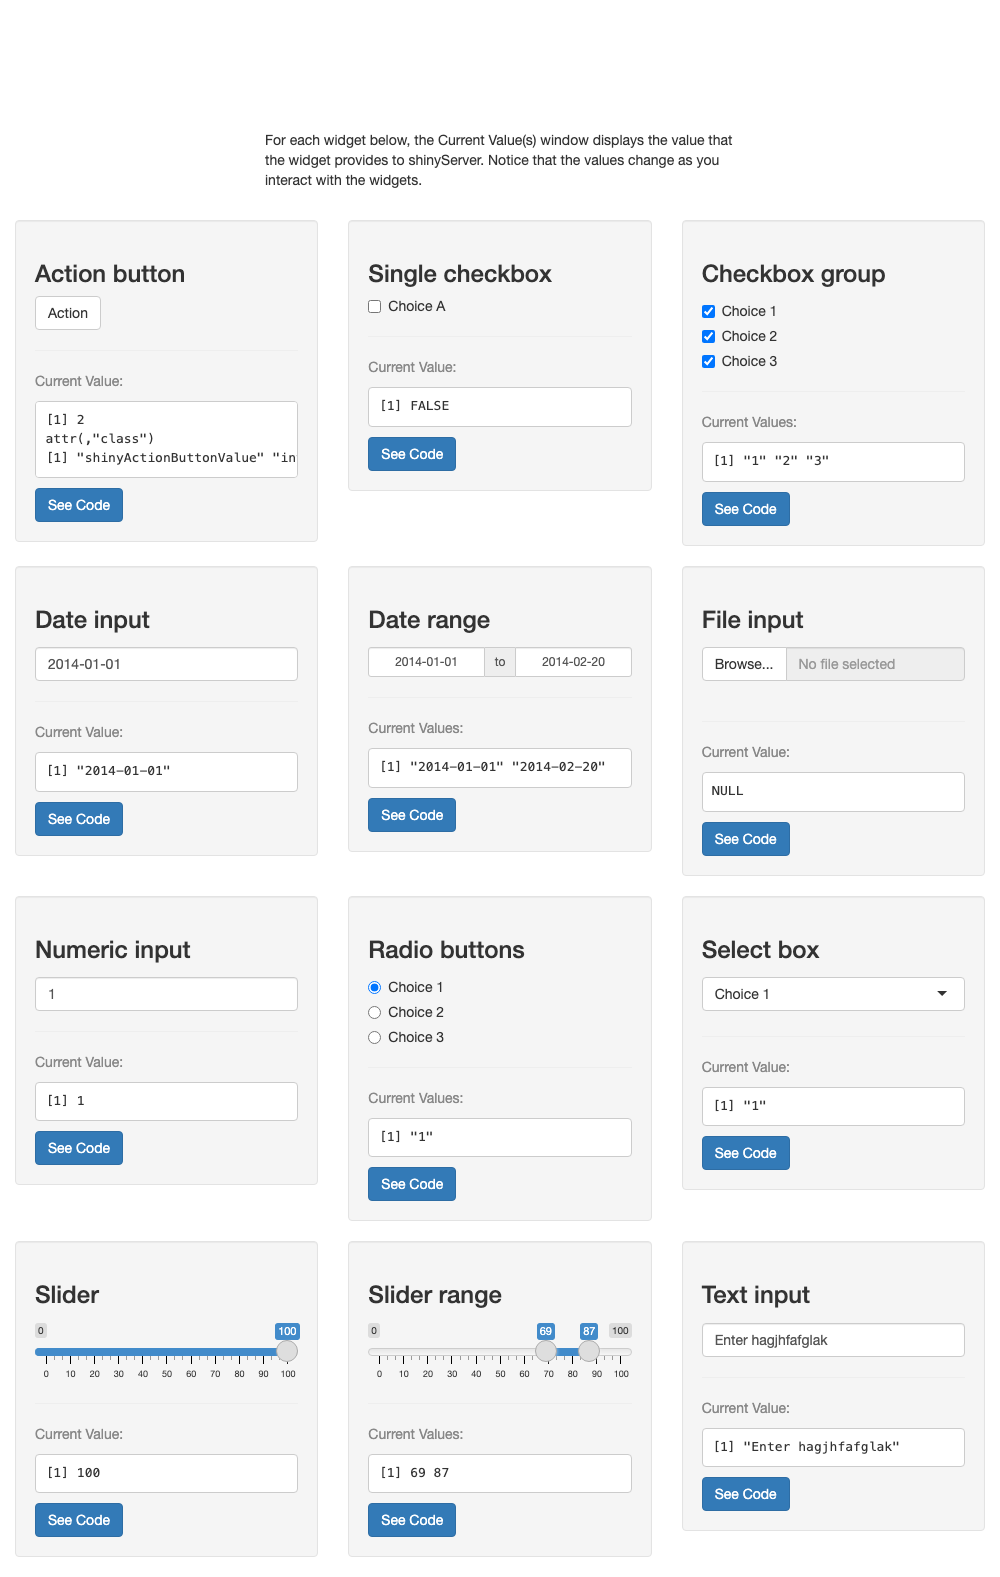 For each widget below, the Current Value(s) window displays the value that
the widget provides to shinyServer. Notice that the values change as you
interact with the widgets.
Action button
Action
Current Value:
[1] 2
attr(,"class")
[1] "shinyActionButtonValue" "in
See Code
Single checkbox
Choice A
Current Value:
[1] FALSE
See Code
Checkbox group
Choice 1
Choice 2
Choice 3
Current Values:
[1] "1" "2" "3"
See Code
Date input
2014-01-01
Current Value:
[1] "2014-01-01"
See Code
Date range
2014-01-01 to 2014-02-20
Current Values:
[1] "2014-01-01" "2014-02-20"
See Code
File input
Browse... No file selected
Current Value:
NULL
See Code
Numeric input
1
Current Value:
[1] 1
See Code
Radio buttons
Choice 1
Choice 2
Choice 3
Current Values:
[1] "1"
See Code
Select box
Choice 1
Current Value:
[1] "1"
See Code
Slider
0 100
0 10 20 30 40 50 60 70 80 90 100
Current Value:
[1] 100
See Code
Slider range
0 69 87 100
0 10 20 30 40 50 60 70 80 90 100
Current Values:
[1] 69 87
See Code
Text input
Enter hagjhfafglak
Current Value:
[1] "Enter hagjhfafglak"
See Code